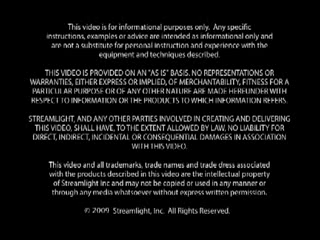 This video is for informational purposes only. Any specific
instructions, examples or advice are intended as informational only and
are not a substitute for personal instruction and experience with the
equipment and techniques described.
THIS VIDEO IS PROVIDED ON AN "AS IS" BASIS. NO REPRESENTATIONS OR
WARRANTIES, EITHER EXPRESS OR IMPLIED, OF MERCHANTABILITY, FITNESS FOR A
PARTICULAR PURPOSE OR OF ANY OTHER NATURE ARE MADE HEREUNDER WITH
RESPECT TO INFORMATION OR THE PRODUCTS TO WHICH INFORMATION REFERS.
STREAMLIGHT, AND ANY OTHER PARTIES INVOLVED IN CREATING AND DELIVERING
THIS VIDEO, SHALL HAVE, TO THE EXTENT ALLOWED BY LAW, NO LIABILITY FOR
DIRECT, INDIRECT, INCIDENTAL OR CONSEQUENTIAL DAMAGES IN ASSOCIATION
WITH THIS VIDEO.
This video and all trademarks, trade names and trade dress associated
with the products described in this video are the intellectual property
of Streamlight Inc and may not be copied or used in any manner or
through any media whatsoever without express written permission.
© 2009 Streamlight, Inc. All Rights Reserved.